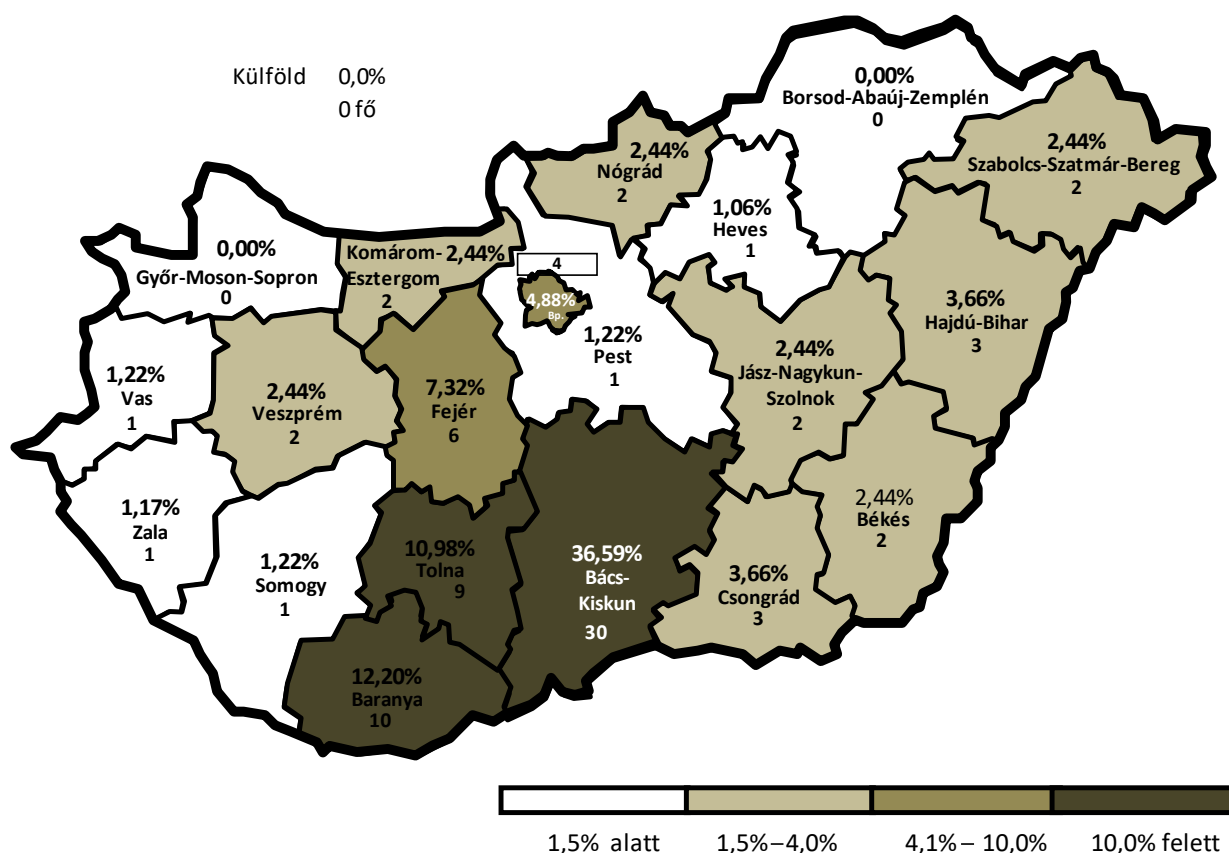 Külföld 0,0%
0 fő
0,00%
Borsod-Abaúj-Zemplén
0
2,44%
Szabolcs-Szatmár-Bereg
2
2,44%
Nógrád
2
1,06%
Heves
1
0,00%
Győr-Moson-Sopron
0
Komárom- 2,44%
Esztergom
2
4
4,88%
Bp.
1,22%
Pest
1
3,66%
Hajdú-Bihar
3
1,22%
Vas
1
2,44%
Veszprém
2
7,32%
Fejér
6
2,44%
Jász-Nagykun-
Szolnok
2
1,17%
Zala
1
1,22%
Somogy
1
10,98%
Tolna
9
36,59%
Bács-
Kiskun
30
3,66%
Csongrád
3
2,44%
Békés
2
12,20%
Baranya
10
1,5% alatt 1,5%–4,0% 4,1% – 10,0% 10,0% felett